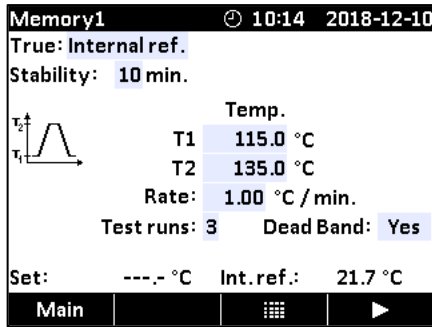 Memory1 10:14 2018-12-10
True: Internal ref.
Stability: 10 min.
Temp.
T2
T1
T1 115.0 °C
T2 135.0 °C
Rate: 1.00 °C / min.
Test runs: 3 Dead Band: Yes
Set: ---.- °C Int.ref.: 21.7 °C
Main